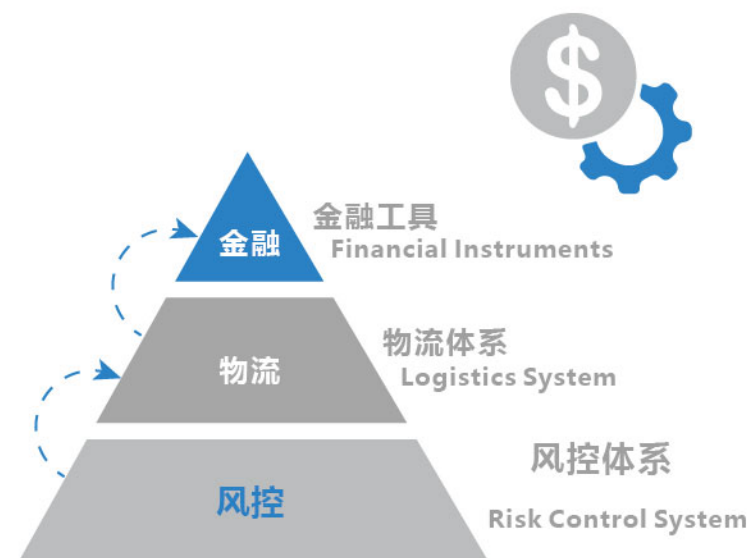 金融
金融工具
Financial Instruments
物流
物流体系
Logistics System
风控
风控体系
Risk Control System
$